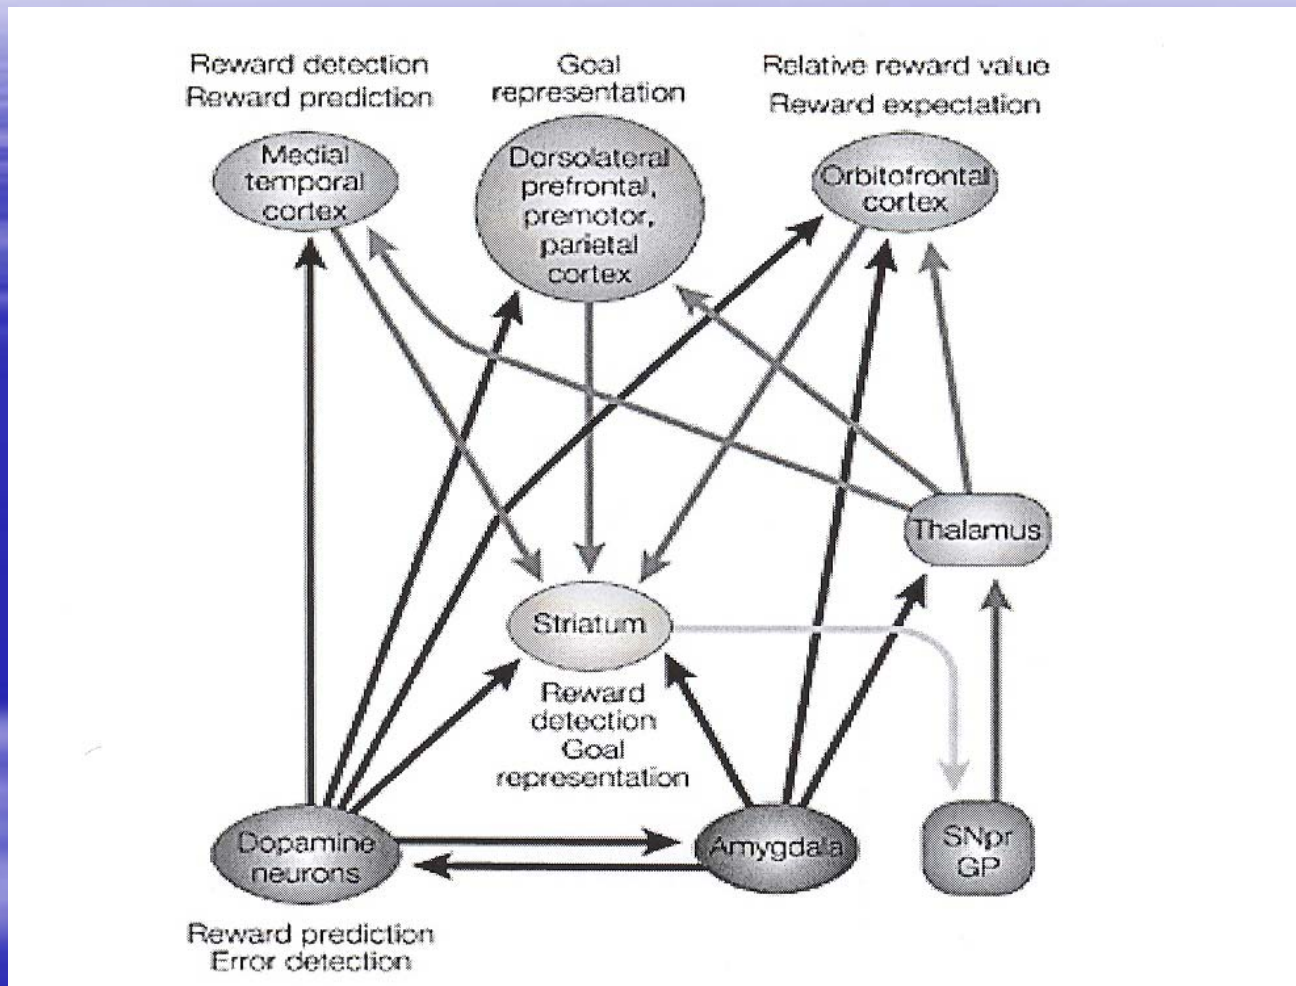 Reward detection
Reward prediction
Goal
representation
Relative reward value
Reward expectation
Medial
temporal
cortex
Dorsolateral
prefrontal,
premotor,
parietal
cortex
Orbitofrontal
cortex
Thalamus
Striatum
Reward
detection
Goal
representation
Dopamine
neurons
Amygdala
SNpr
GP
Reward prediction
Error detection